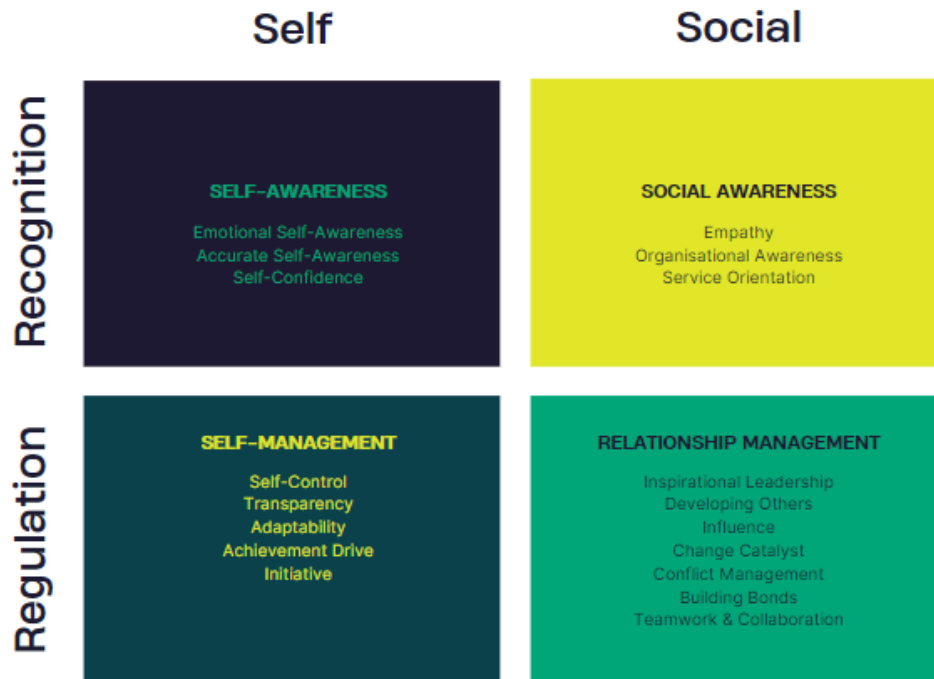 Self
Social
Recognition
SELF-AWARENESS
Emotional Self-Awareness
Accurate Self-Awareness
Self-Confidence
SOCIAL AWARENESS
Empathy
Organisational Awareness
Service Orientation
Regulation
SELF-MANAGEMENT
Self-Control
Transparency
Adaptability
Achievement Drive
Initiative
RELATIONSHIP MANAGEMENT
Inspirational Leadership
Developing Others
Influence
Change Catalyst
Conflict Management
Building Bonds
Teamwork & Collaboration